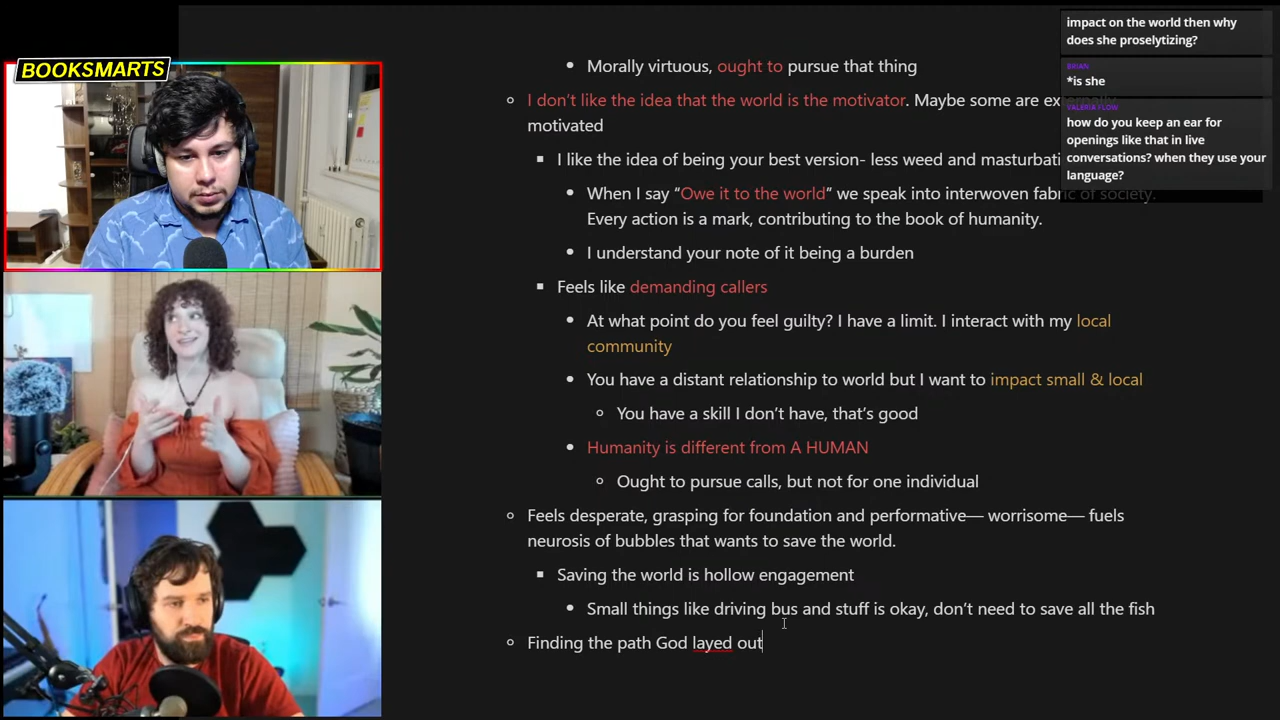 BOOKSMARTS
Morally virtuous, ought to pursue that thing
I don't like the idea that the world is the motivator. Maybe some are externally
motivated
I like the idea of being your best version- less weed and masturbati
When I say "Owe it to the world" we speak into interwoven fabric of society.
Every action is a mark, contributing to the book of humanity.
I understand your note of it being a burden
Feels like demanding callers
At what point do you feel guilty? I have a limit. I interact with my local
community
You have a distant relationship to world but I want to impact small & local
You have a skill I don't have, that's good
Humanity is different from A HUMAN
Ought to pursue calls, but not for one individual
Feels desperate, grasping for foundation and performative— worrisome— fuels
neurosis of bubbles that wants to save the world.
Saving the world is hollow engagement
Small things like driving bus and stuff is okay, don't need to save all the fish
Finding the path God layed out
impact on the world then why
does she proselytizing?
BRIAN
*is she
VALERIA FLOW
how do you keep an ear for
openings like that in live
conversations? when they use your
language?